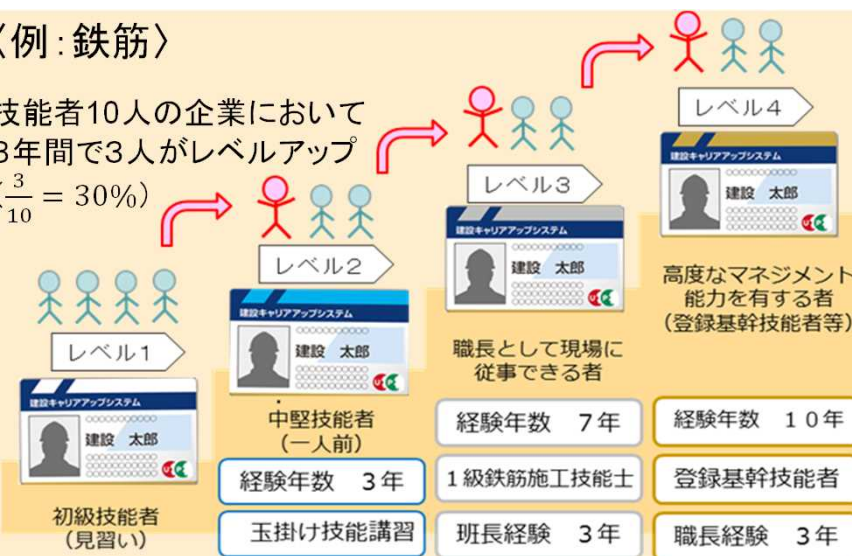 〈例：鉄筋〉
技能者10人の企業において
3年間で3人がレベルアップ
(3/10 = 30%)
レベル1
建設キャリアアップシステム
建設 太郎
初級技能者
（見習い）
レベル2
建設キャリアアップシステム
建設 太郎
中堅技能者
（一人前）
経験年数 3年
玉掛け技能講習
レベル3
建設キャリアアップシステム
建設 太郎
職長として現場に
従事できる者
経験年数 7年
1級鉄筋施工技能士
班長経験 3年
レベル4
建設キャリアアップシステム
建設 太郎
高度なマネジメント
能力を有する者
（登録基幹技能者等）
経験年数 １０年
登録基幹技能者
職長経験 3年